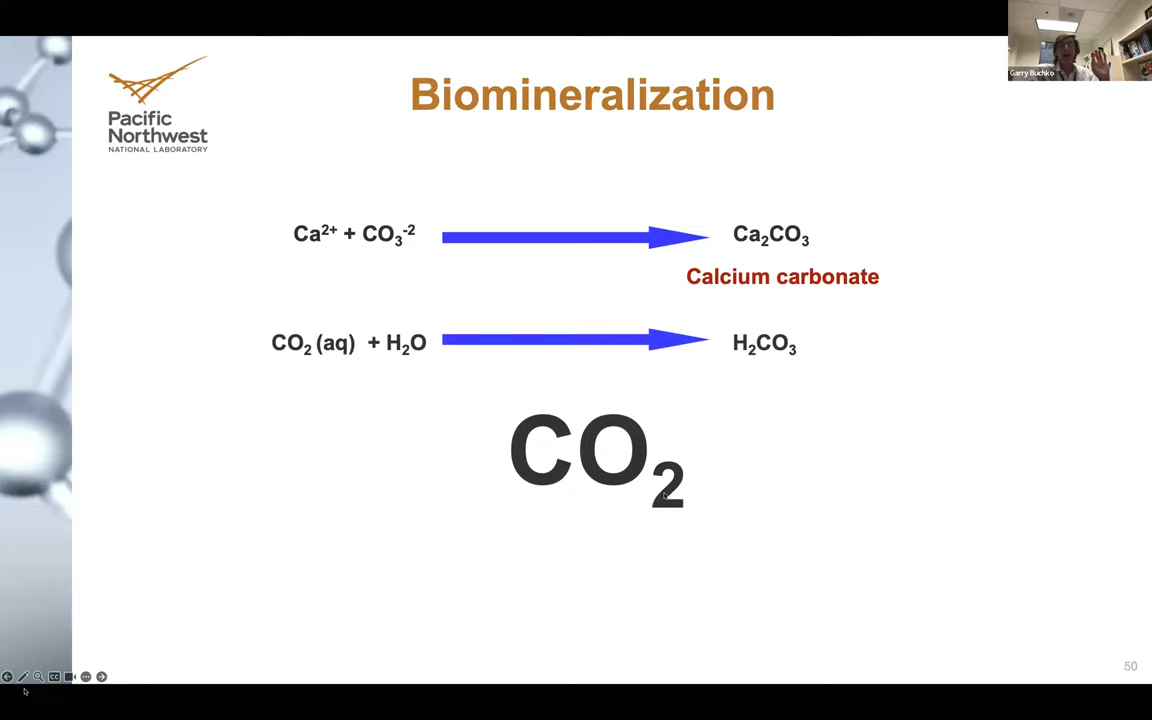 Garry Buchko
Pacific
Northwest
NATIONAL LABORATORY
Biomineralization
Ca²⁺ + CO₃⁻²
Ca₂CO₃
Calcium carbonate
CO₂ (aq) + H₂O
H₂CO₃
CO₂
50
CC